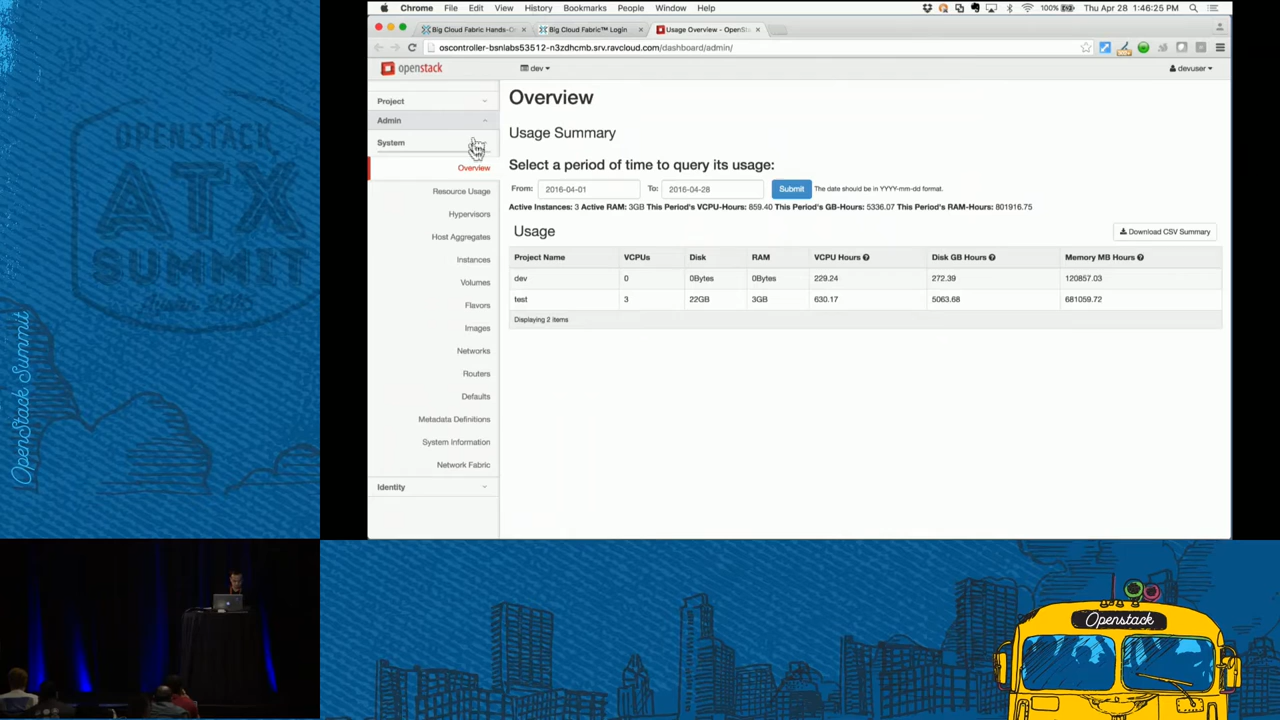 Chrome File Edit View History Bookmarks People Window Help 100% Thu Apr 28 1:46:25 PM
Big Cloud Fabric Hands-C
Big Cloud Fabric™ Login
Usage Overview - OpenSt
oscontroller-bsnlabs53512-n3zdhcmb.srv.ravcloud.com/dashboard/admin/
openstack
dev
devuser
Project
Admin
System
Overview
Resource Usage
Hypervisors
Host Aggregates
Instances
Volumes
Flavors
Images
Networks
Routers
Defaults
Metadata Definitions
System Information
Network Fabric
Identity
Overview
Usage Summary
Select a period of time to query its usage:
From: 2016-04-01 To: 2016-04-28 Submit The date should be in YYYY-mm-dd format.
Active Instances: 3 Active RAM: 3GB This Period's VCPU-Hours: 859.40 This Period's GB-Hours: 5336.07 This Period's RAM-Hours: 801916.75
Usage
Download CSV Summary
Project Name VCPUs Disk RAM VCPU Hours Disk GB Hours Memory MB Hours
dev 0 0Bytes 0Bytes 229.24 272.39 120857.03
test 3 22GB 3GB 630.17 5063.68 681059.72
Displaying 2 items
OPENSTACK
ATX
SUMMIT
OpenStack Summit
Openstack